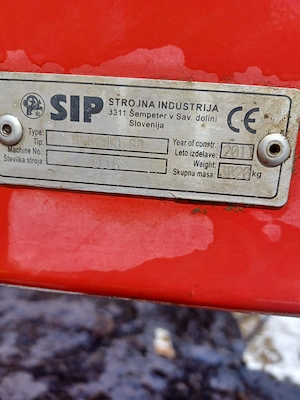 SIP STROJNA INDUSTRIJA
3311 Šempeter v Sav. dolini
Slovenija
CE
Type:
Tip:
Machine No.:
Številka stroja:
Year of constr.
Leto izdelave: 2011
Weight:
Skupna masa: kg